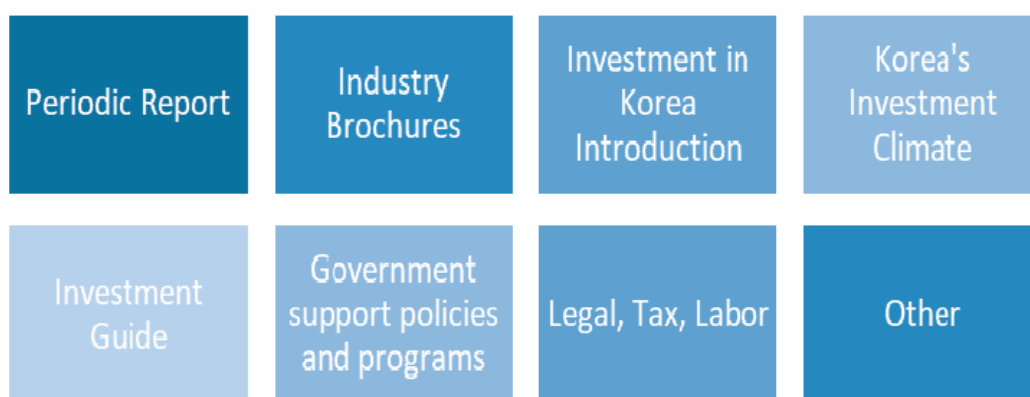 Periodic Report
Industry
Brochures
Investment in
Korea
Introduction
Korea's
Investment
Climate
Investment
Guide
Government
support policies
and programs
Legal, Tax, Labor
Other